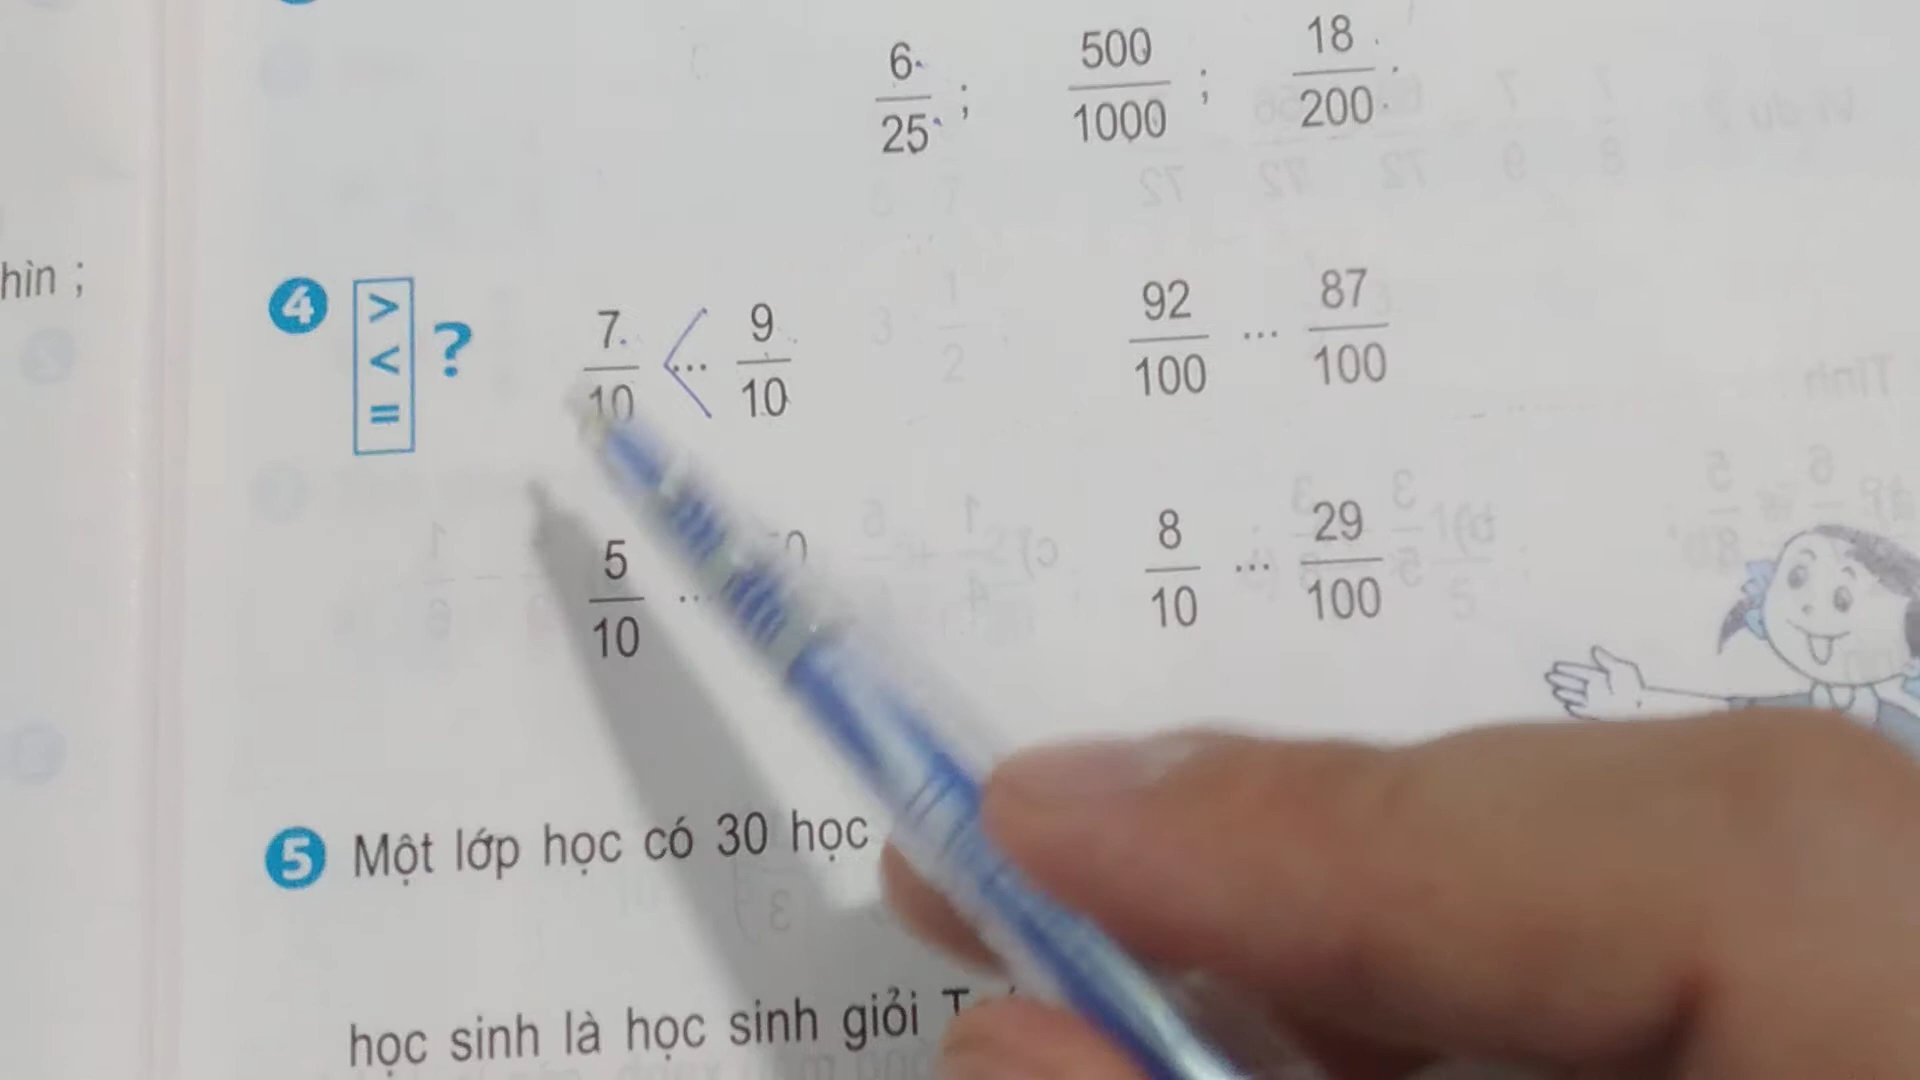 6/25 ; 500/1000 ; 18/200 .
hìn ;
4 > < = ? 7/10 < ... 9/10 92/100 ... 87/100
5/10 ... 8/10 ... 29/100
5 Một lớp học có 30 học
học sinh là học sinh giỏi